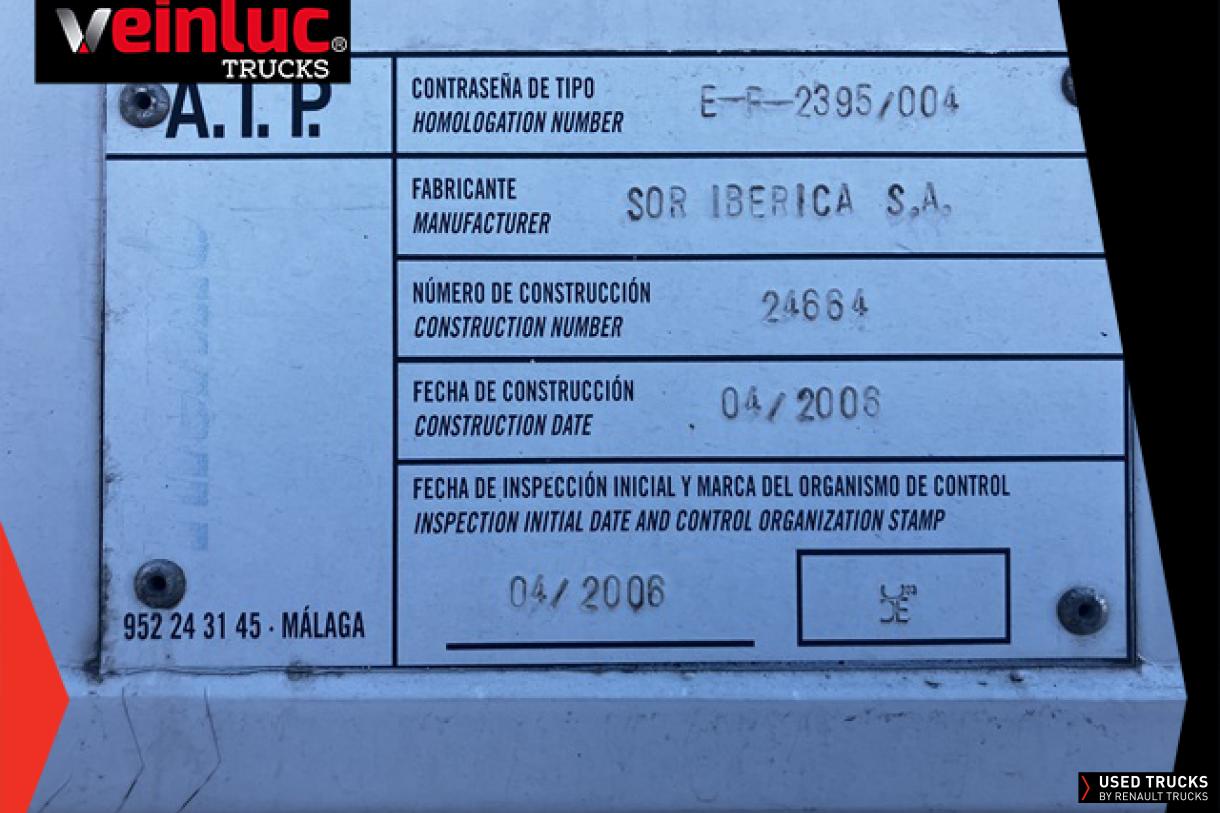 veinluc®
TRUCKS
A.T.P.
CONTRASEÑA DE TIPO
HOMOLOGATION NUMBER
E-F-2395/004
FABRICANTE
MANUFACTURER
SOR IBERICA S.A.
NÚMERO DE CONSTRUCCIÓN
CONSTRUCTION NUMBER
24664
FECHA DE CONSTRUCCIÓN
CONSTRUCTION DATE
04/2006
FECHA DE INSPECCIÓN INICIAL Y MARCA DEL ORGANISMO DE CONTROL
INSPECTION INITIAL DATE AND CONTROL ORGANIZATION STAMP
04/2006
952 24 31 45 · MÁLAGA
USED TRUCKS
BY RENAULT TRUCKS